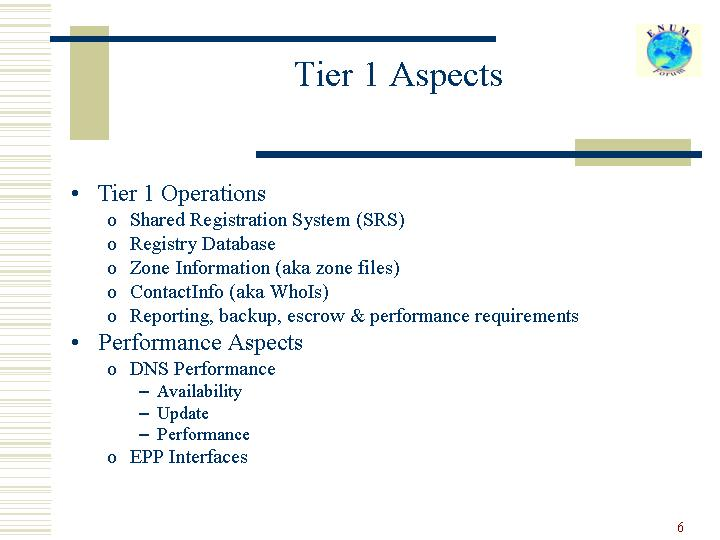 ENUM
Forum
Tier 1 Aspects
• Tier 1 Operations
o Shared Registration System (SRS)
o Registry Database
o Zone Information (aka zone files)
o ContactInfo (aka WhoIs)
o Reporting, backup, escrow & performance requirements
• Performance Aspects
o DNS Performance
– Availability
– Update
– Performance
o EPP Interfaces
6